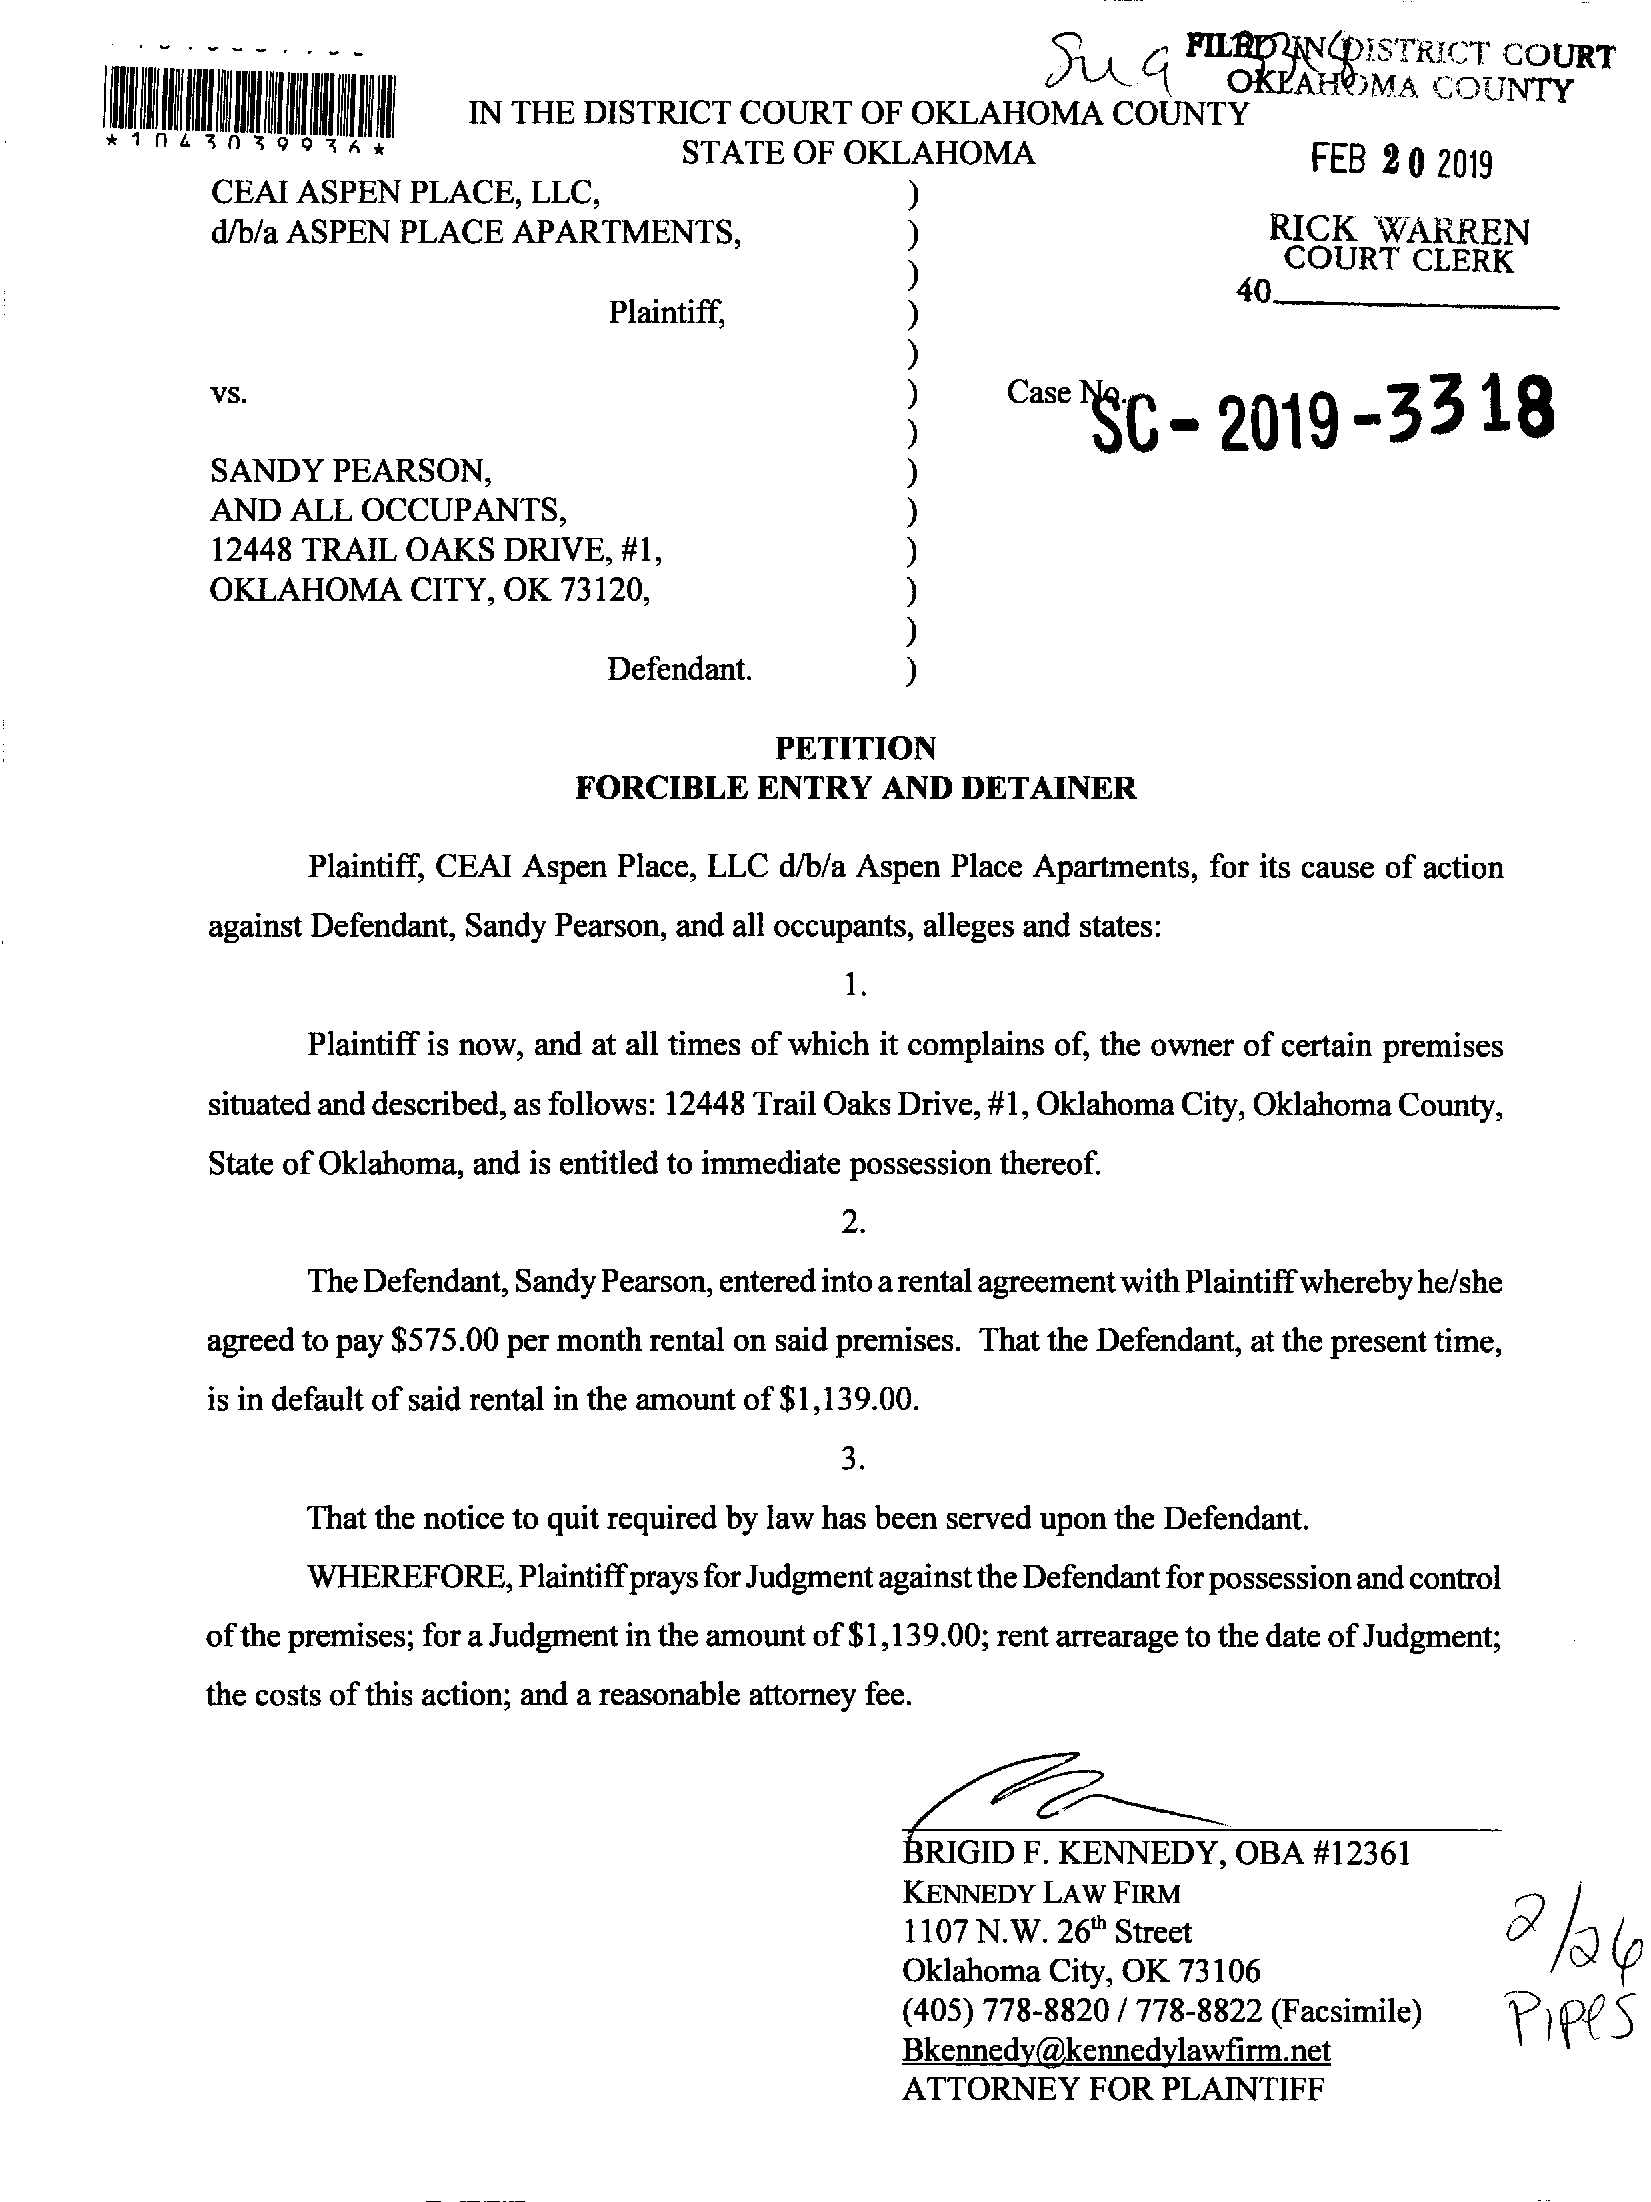 FILED IN DISTRICT COURT
OKLAHOMA COUNTY
*1043039936*
IN THE DISTRICT COURT OF OKLAHOMA COUNTY
STATE OF OKLAHOMA
FEB 20 2019
CEAI ASPEN PLACE, LLC, )
d/b/a ASPEN PLACE APARTMENTS, )
RICK WARREN
COURT CLERK
)
40
Plaintiff, )
)
vs. )
Case No. SC-2019-3318
)
SANDY PEARSON, )
AND ALL OCCUPANTS, )
12448 TRAIL OAKS DRIVE, #1, )
OKLAHOMA CITY, OK 73120, )
)
Defendant. )
PETITION
FORCIBLE ENTRY AND DETAINER
Plaintiff, CEAI Aspen Place, LLC d/b/a Aspen Place Apartments, for its cause of action
against Defendant, Sandy Pearson, and all occupants, alleges and states:
1.
Plaintiff is now, and at all times of which it complains of, the owner of certain premises
situated and described, as follows: 12448 Trail Oaks Drive, #1, Oklahoma City, Oklahoma County,
State of Oklahoma, and is entitled to immediate possession thereof.
2.
The Defendant, Sandy Pearson, entered into a rental agreement with Plaintiff whereby he/she
agreed to pay $575.00 per month rental on said premises. That the Defendant, at the present time,
is in default of said rental in the amount of $1,139.00.
3.
That the notice to quit required by law has been served upon the Defendant.
WHEREFORE, Plaintiff prays for Judgment against the Defendant for possession and control
of the premises; for a Judgment in the amount of $1,139.00; rent arrearage to the date of Judgment;
the costs of this action; and a reasonable attorney fee.
BRIGID F. KENNEDY, OBA #12361
KENNEDY LAW FIRM
1107 N.W. 26th Street
Oklahoma City, OK 73106
(405) 778-8820 / 778-8822 (Facsimile)
Bkennedy@kennedylawfirm.net
ATTORNEY FOR PLAINTIFF
2/26
Pipes